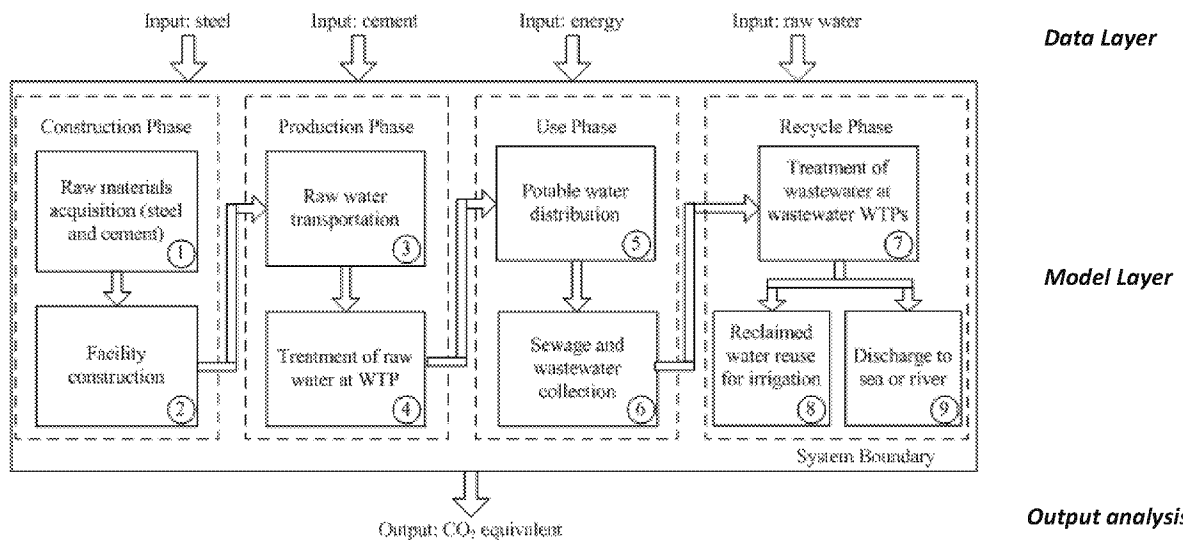 Input: steel
Input: cement
Input: energy
Input: raw water
Data Layer
Construction Phase
Raw materials
acquisition (steel
and cement)
1
Facility
construction
2
Production Phase
Raw water
transportation
3
Treatment of raw
water at WTP
4
Use Phase
Potable water
distribution
5
Sewage and
wastewater
collection
6
Recycle Phase
Treatment of
wastewater at
wastewater WTPs
7
Reclaimed
water reuse
for irrigation
8
Discharge to
sea or river
9
Model Layer
System Boundary
Output: CO₂ equivalent
Output analysis